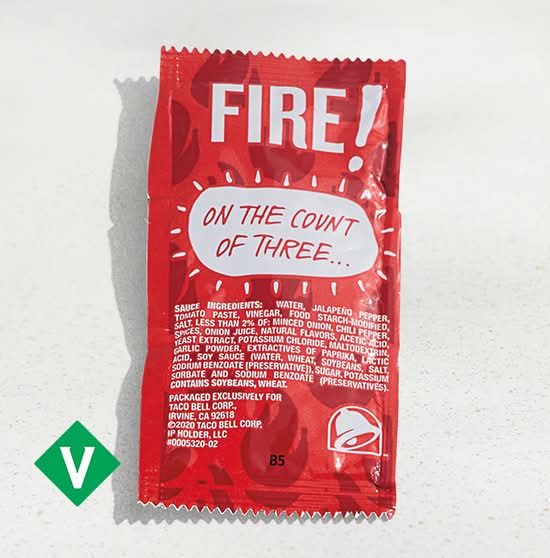 FIRE!
ON THE COUNT
OF THREE...
SAUCE INGREDIENTS: WATER, JALAPEÑO PEPPER,
TOMATO PASTE, VINEGAR, FOOD STARCH-MODIFIED,
SALT, LESS THAN 2% OF: MINCED ONION, CHILI PEPPER,
SPICES, ONION JUICE, NATURAL FLAVORS, ACETIC ACID,
YEAST EXTRACT, POTASSIUM CHLORIDE, MALTODEXTRIN,
GARLIC POWDER, EXTRACTIVES OF PAPRIKA, LACTIC
ACID, SOY SAUCE (WATER, WHEAT, SOYBEANS, SALT,
SODIUM BENZOATE (PRESERVATIVE)), SUGAR, POTASSIUM
SORBATE AND SODIUM BENZOATE (PRESERVATIVES).
CONTAINS SOYBEANS, WHEAT.
PACKAGED EXCLUSIVELY FOR
TACO BELL CORP.,
IRVINE, CA 92618
©2020 TACO BELL CORP.
IP HOLDER, LLC
#0005320-02
B5
V